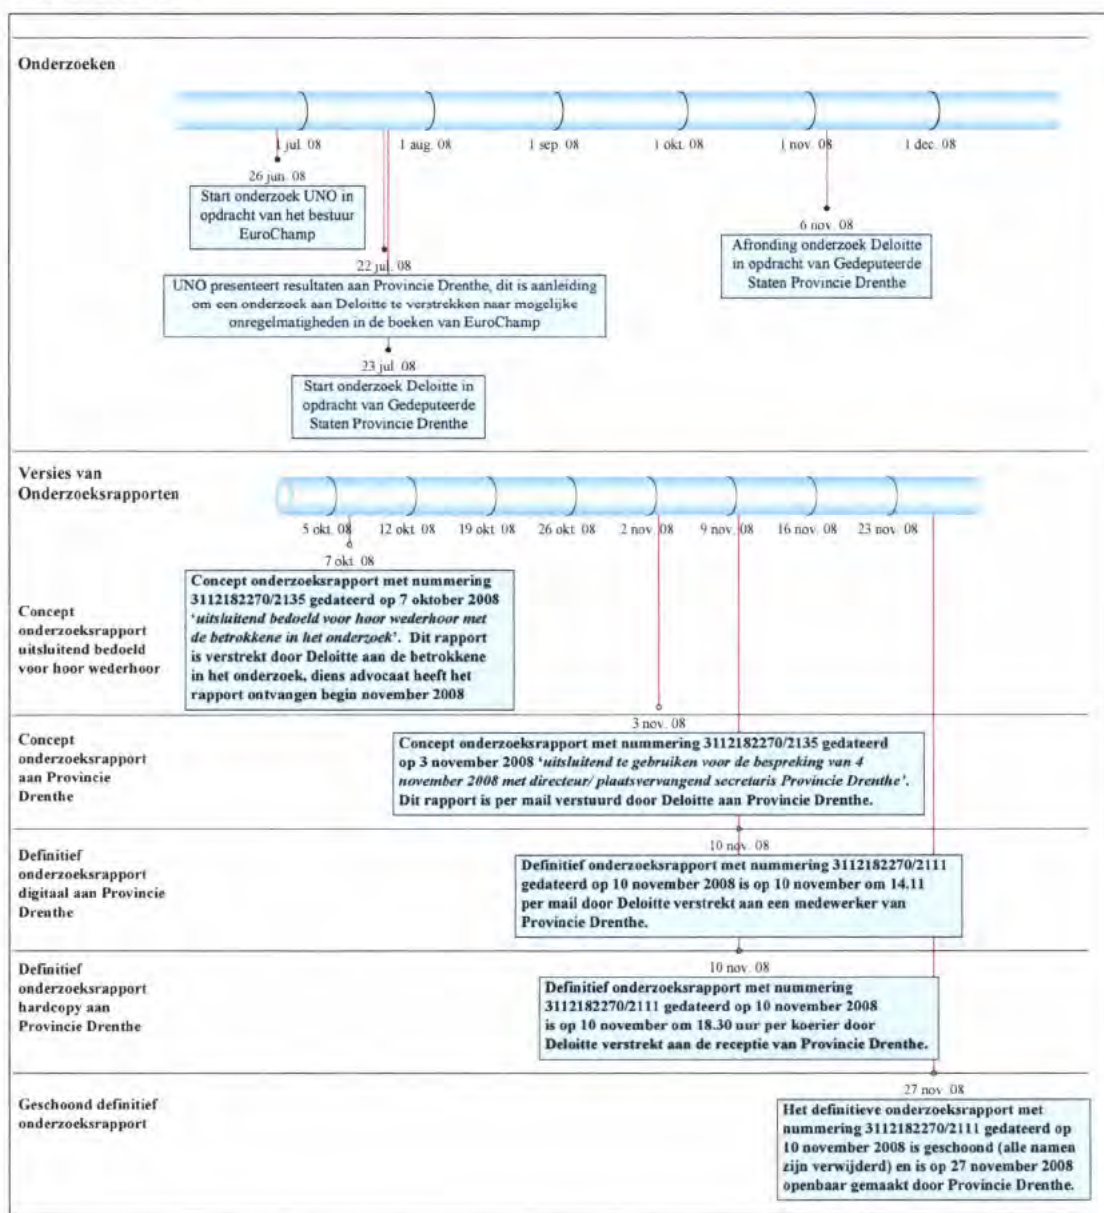 Onderzoeken
1 jul. 08
1 aug. 08
1 sep. 08
1 okt. 08
1 nov. 08
1 dec. 08
26 jun. 08
Start onderzoek UNO in
opdracht van het bestuur
EuroChamp
6 nov. 08
Afronding onderzoek Deloitte
in opdracht van Gedeputeerde
Staten Provincie Drenthe
22 jul. 08
UNO presenteert resultaten aan Provincie Drenthe, dit is aanleiding
om een onderzoek aan Deloitte te verstrekken naar mogelijke
onregelmatigheden in de boeken van EuroChamp
23 jul. 08
Start onderzoek Deloitte in
opdracht van Gedeputeerde
Staten Provincie Drenthe
Versies van
Onderzoeksrapporten
5 okt. 08
12 okt. 08
19 okt. 08
26 okt. 08
2 nov. 08
9 nov. 08
16 nov. 08
23 nov. 08
7 okt. 08
Concept
onderzoeksrapport
uitsluitend bedoeld
voor hoor wederhoor
Concept onderzoeksrapport met nummering
3112182270/2135 gedateerd op 7 oktober 2008
‘uitsluitend bedoeld voor hoor wederhoor met
de betrokkene in het onderzoek’. Dit rapport
is verstrekt door Deloitte aan de betrokkene
in het onderzoek, diens advocaat heeft het
rapport ontvangen begin november 2008
3 nov. 08
Concept
onderzoeksrapport
aan Provincie
Drenthe
Concept onderzoeksrapport met nummering 3112182270/2135 gedateerd
op 3 november 2008 ‘uitsluitend te gebruiken voor de bespreking van 4
november 2008 met directeur/ plaatsvervangend secretaris Provincie Drenthe’.
Dit rapport is per mail verstuurd door Deloitte aan Provincie Drenthe.
10 nov. 08
Definitief
onderzoeksrapport
digitaal aan Provincie
Drenthe
Definitief onderzoeksrapport met nummering 3112182270/2111
gedateerd op 10 november 2008 is op 10 november om 14.11
per mail door Deloitte verstrekt aan een medewerker van
Provincie Drenthe.
10 nov. 08
Definitief
onderzoeksrapport
hardcopy aan
Provincie Drenthe
Definitief onderzoeksrapport met nummering
3112182270/2111 gedateerd op 10 november 2008
is op 10 november om 18.30 uur per koerier door
Deloitte verstrekt aan de receptie van Provincie Drenthe.
27 nov. 08
Geschoond definitief
onderzoeksrapport
Het definitieve onderzoeksrapport met
nummering 3112182270/2111 gedateerd op
10 november 2008 is geschoond (alle namen
zijn verwijderd) en is op 27 november 2008
openbaar gemaakt door Provincie Drenthe.